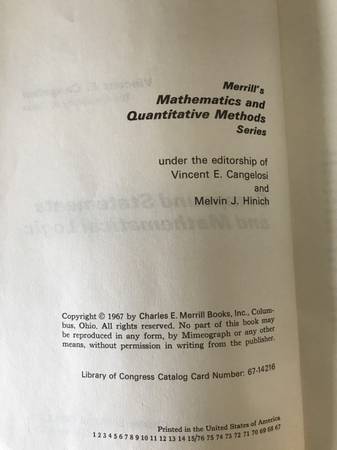 Merrill's
Mathematics and
Quantitative Methods
Series
under the editorship of
Vincent E. Cangelosi
and
Melvin J. Hinich
Copyright © 1967 by Charles E. Merrill Books, Inc., Colum-
bus, Ohio. All rights reserved. No part of this book may
be reproduced in any form, by Mimeograph or any other
means, without permission in writing from the publisher.
Library of Congress Catalog Card Number: 67-14216
Printed in the United States of America
1 2 3 4 5 6 7 8 9 10 11 12 13 14 15/76 75 74 73 72 71 70 69 68 67